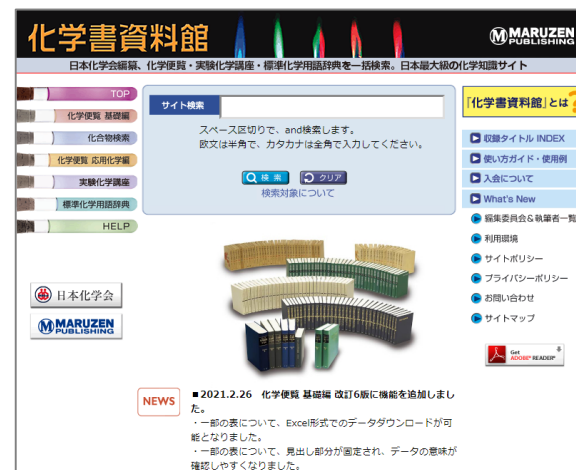 化学書資料館
MARUZEN
PUBLISHING
日本化学会編纂、化学便覧・実験化学講座・標準化学用語辞典を一括検索。日本最大級の化学知識サイト
TOP
化学便覧 基礎編
化合物検索
化学便覧 応用化学編
実験化学講座
標準化学用語辞典
HELP
日本化学会
MARUZEN
PUBLISHING
サイト検索
スペース区切りで、and検索します。
欧文は半角で、カタカナは全角で入力してください。
検索 クリア
検索対象について
NEWS
■2021.2.26 化学便覧 基礎編 改訂6版に機能を追加しまし
た。
・一部の表について、Excel形式でのデータダウンロードが可
能となりました。
・一部の表について、見出し部分が固定され、データの意味が
確認しやすくなりました。
『化学書資料館』とは
収録タイトル INDEX
使い方ガイド・使用例
入会について
What's New
編集委員会&執筆者一覧
利用環境
サイトポリシー
プライバシーポリシー
お問い合わせ
サイトマップ
Get
ADOBE® READER®